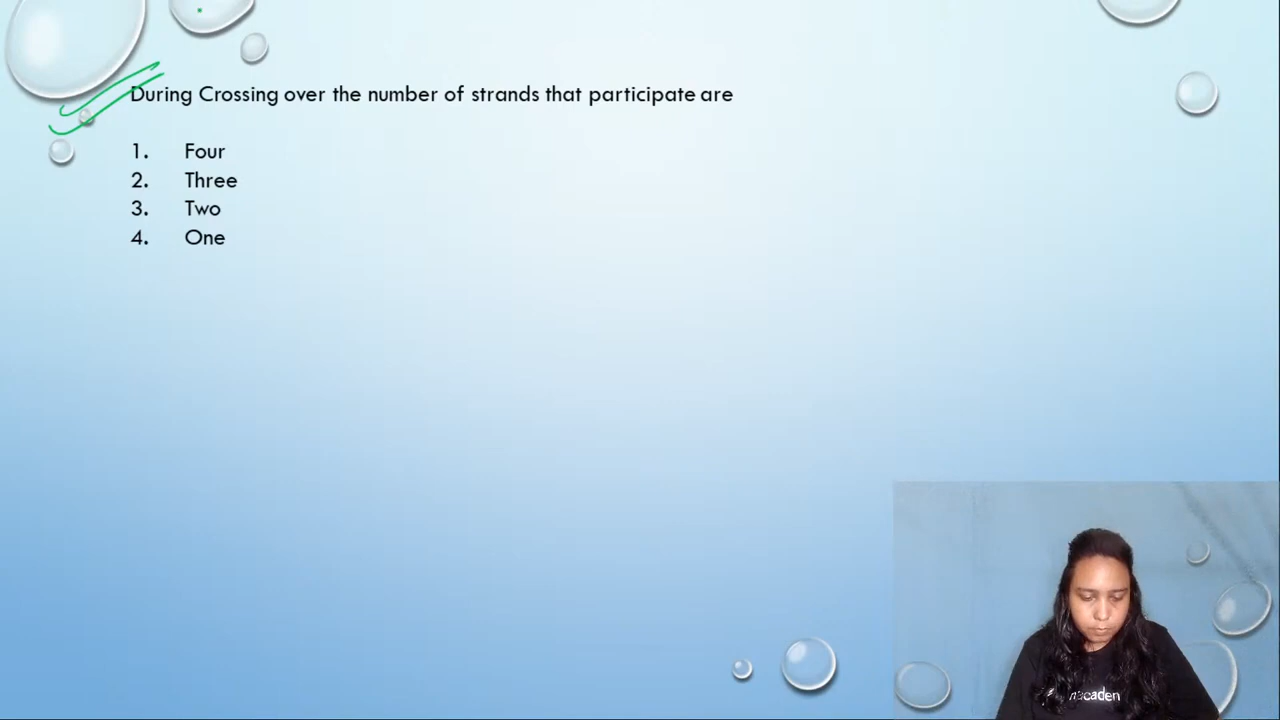 During Crossing over the number of strands that participate are
1. Four
2. Three
3. Two
4. One